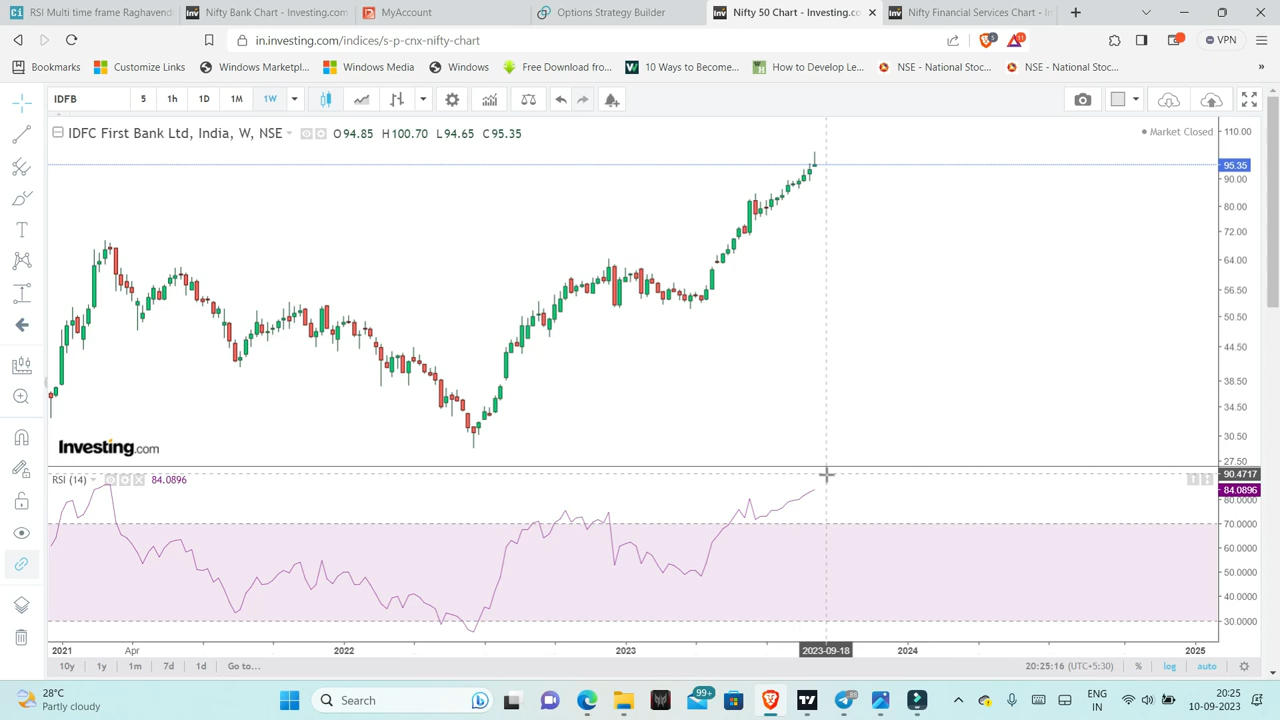 RSI Multi Time Frame
Nifty Bank Chart - Investing.com
MyAccount
Options Strategy Builder
Nifty 50 Chart - Investing.co
Nifty Financial Services Chart - In
in.investing.com/indices/s-p-cnx-nifty-chart
5
11
VPN
Bookmarks
Customize Links
Windows Marketpl...
Windows Media
Windows
Free Download fro...
10 Ways to Become...
How to Develop Le...
NSE - National Stoc...
NSE - National Stoc...
»
IDFB
5
1h
1D
1M
1W
IDFC First Bank Ltd, India, W, NSE
O94.85 H100.70 L94.65 C95.35
Market Closed
110.00
95.35
90.00
80.00
72.00
64.00
56.50
50.50
44.50
38.50
34.50
30.50
27.50
Investing.com
RSI (14)
84.0896
90.4717
84.0896
80.0000
70.0000
60.0000
50.0000
40.0000
30.0000
2021
Apr
2022
2023
2023-09-18
2024
2025
10y
1y
1m
7d
1d
Go to...
20:25:16 (UTC+5:30)
%
log
auto
28°C
Partly cloudy
Search
99+
ENG
IN
20:25
10-09-2023